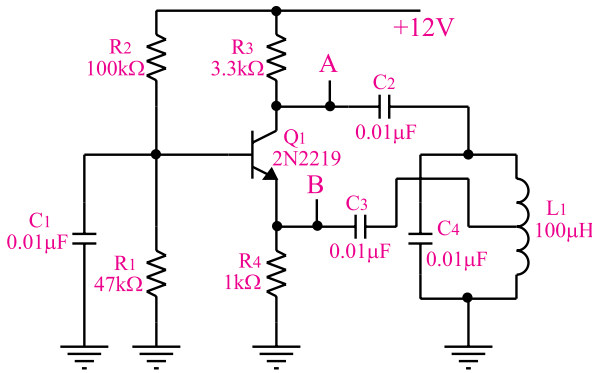 +12V
R2
100kΩ
R3
3.3kΩ
A
C2
0.01µF
Q1
2N2219
B
C3
0.01µF
C1
0.01µF
R1
47kΩ
R4
1kΩ
C4
0.01µF
L1
100µH